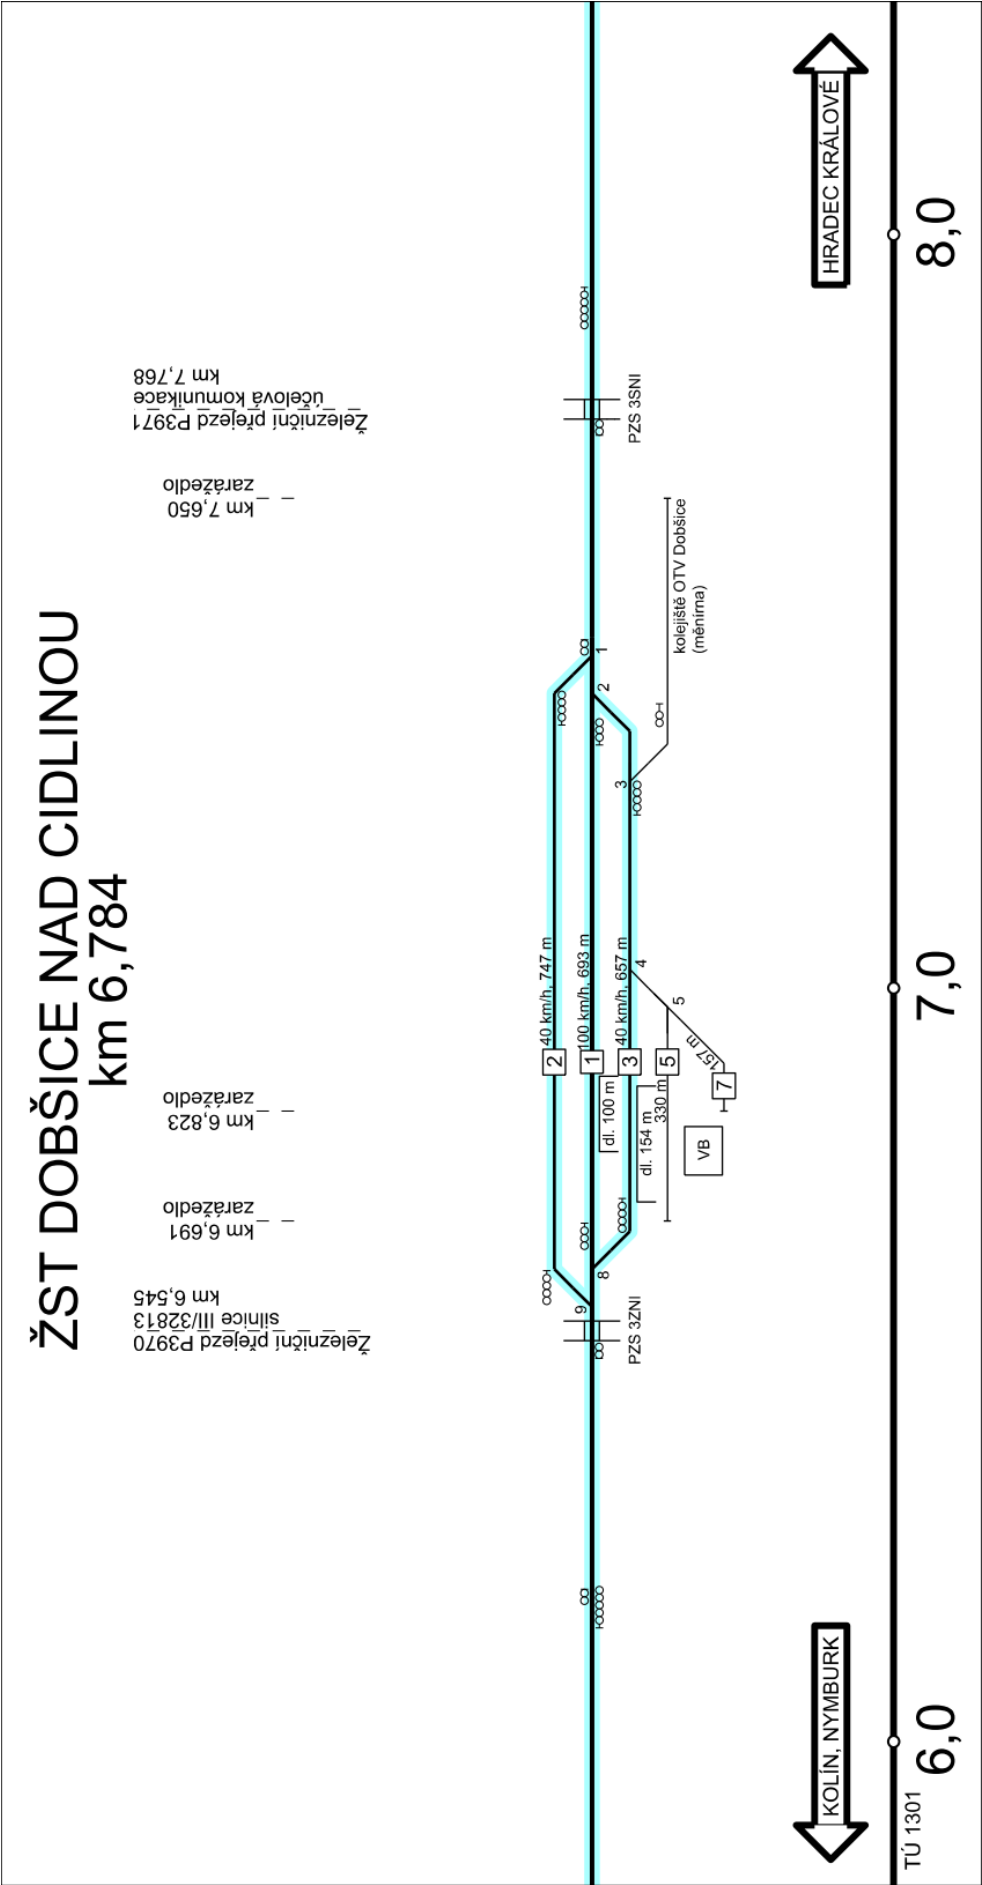 ŽST DOBŠICE NAD CIDLINOU
km 6,784
Železniční přejezd P3970
silnice III/32813
km 6,545
km 6,691
zarážedlo
km 6,823
zarážedlo
km 7,650
zarážedlo
Železniční přejezd P3971
účelová komunikace
km 7,768
9
8
2
40 km/h, 747 m
1
100 km/h, 693 m
3
40 km/h, 657 m
5
330 m
7
157 m
dl. 100 m
dl. 154 m
VB
4
5
3
2
1
PZS 3ZNI
PZS 3SNI
kolejiště OTV Dobšice
(měnírna)
KOLÍN, NYMBURK
HRADEC KRÁLOVÉ
TÚ 1301
6,0
7,0
8,0